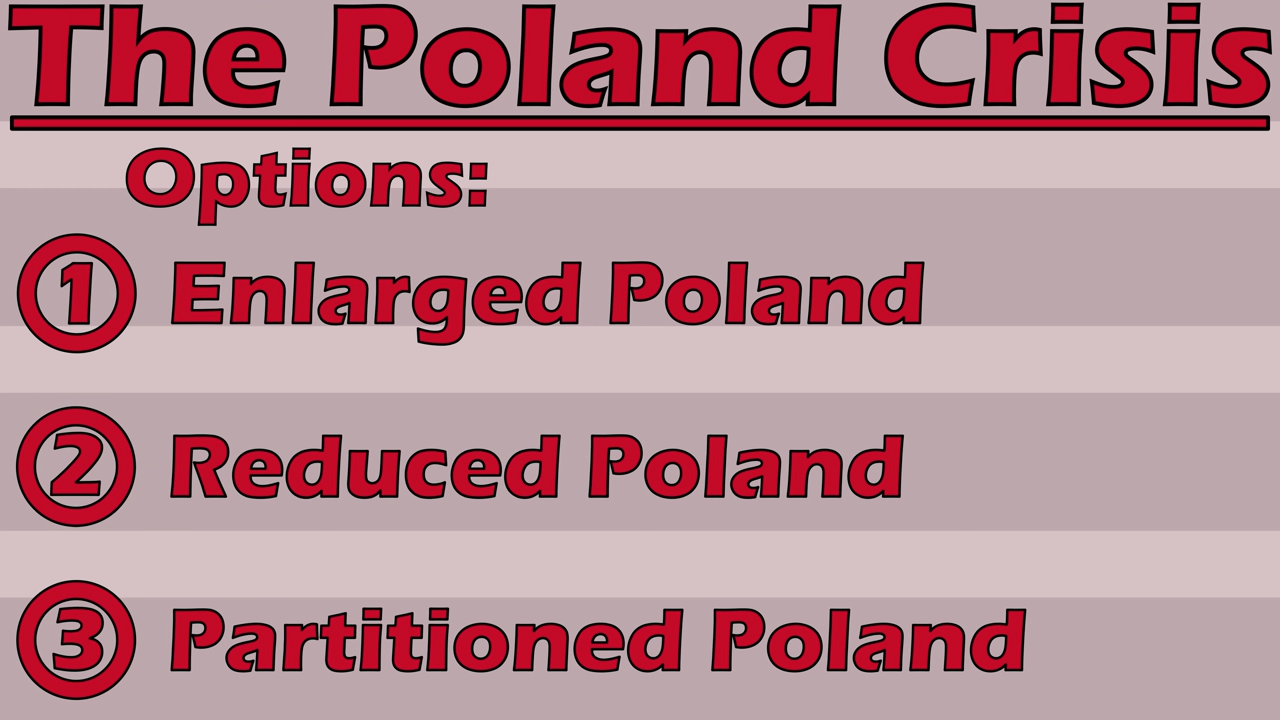 The Poland Crisis
Options:
1 Enlarged Poland
2 Reduced Poland
3 Partitioned Poland